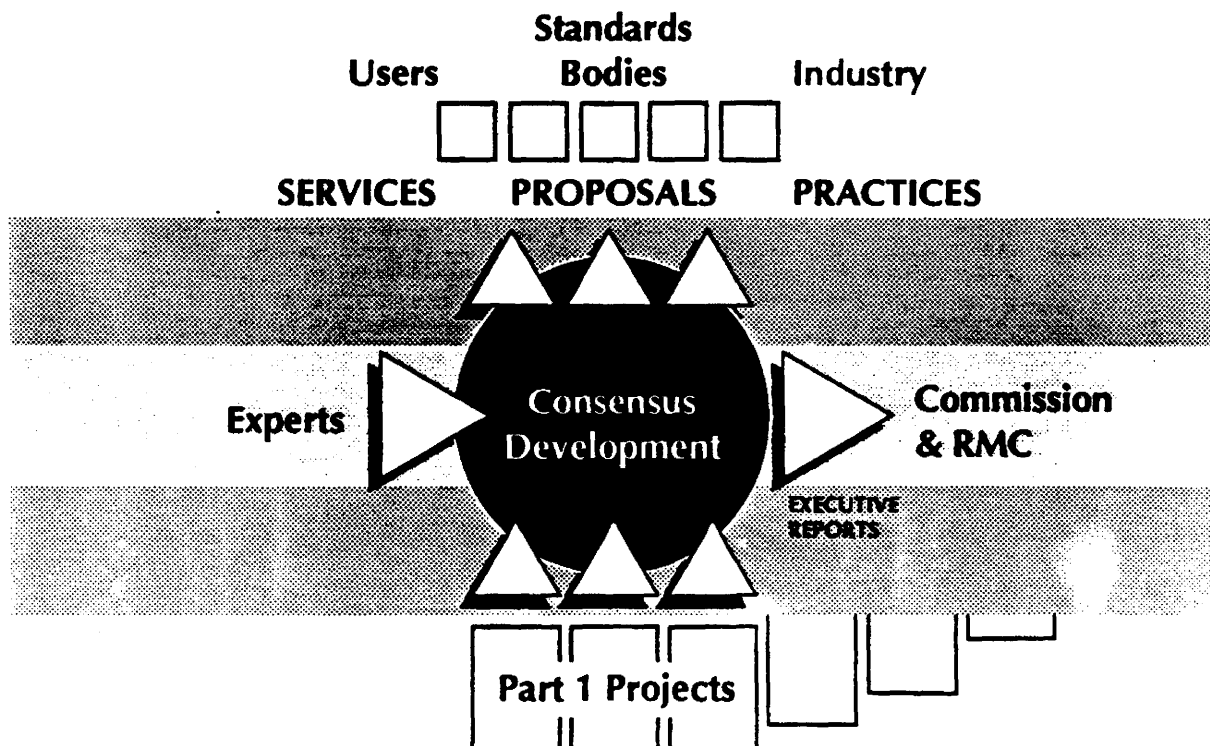 Standards
Users Bodies Industry
SERVICES PROPOSALS PRACTICES
Experts
Consensus
Development
Commission
& RMC
EXECUTIVE
REPORTS
Part 1 Projects